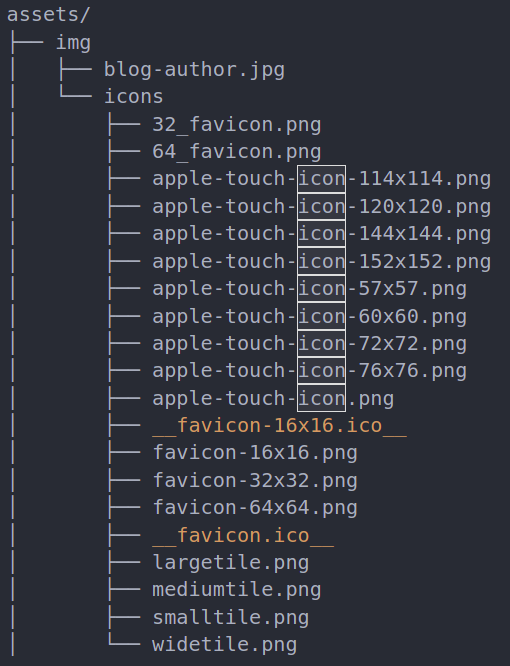 assets/
├── img
│   ├── blog-author.jpg
│   └── icons
│       ├── 32_favicon.png
│       ├── 64_favicon.png
│       ├── apple-touch-icon-114x114.png
│       ├── apple-touch-icon-120x120.png
│       ├── apple-touch-icon-144x144.png
│       ├── apple-touch-icon-152x152.png
│       ├── apple-touch-icon-57x57.png
│       ├── apple-touch-icon-60x60.png
│       ├── apple-touch-icon-72x72.png
│       ├── apple-touch-icon-76x76.png
│       ├── apple-touch-icon.png
│       ├── __favicon-16x16.ico__
│       ├── favicon-16x16.png
│       ├── favicon-32x32.png
│       ├── favicon-64x64.png
│       ├── __favicon.ico__
│       ├── largetile.png
│       ├── mediumtile.png
│       ├── smalltile.png
│       └── widetile.png